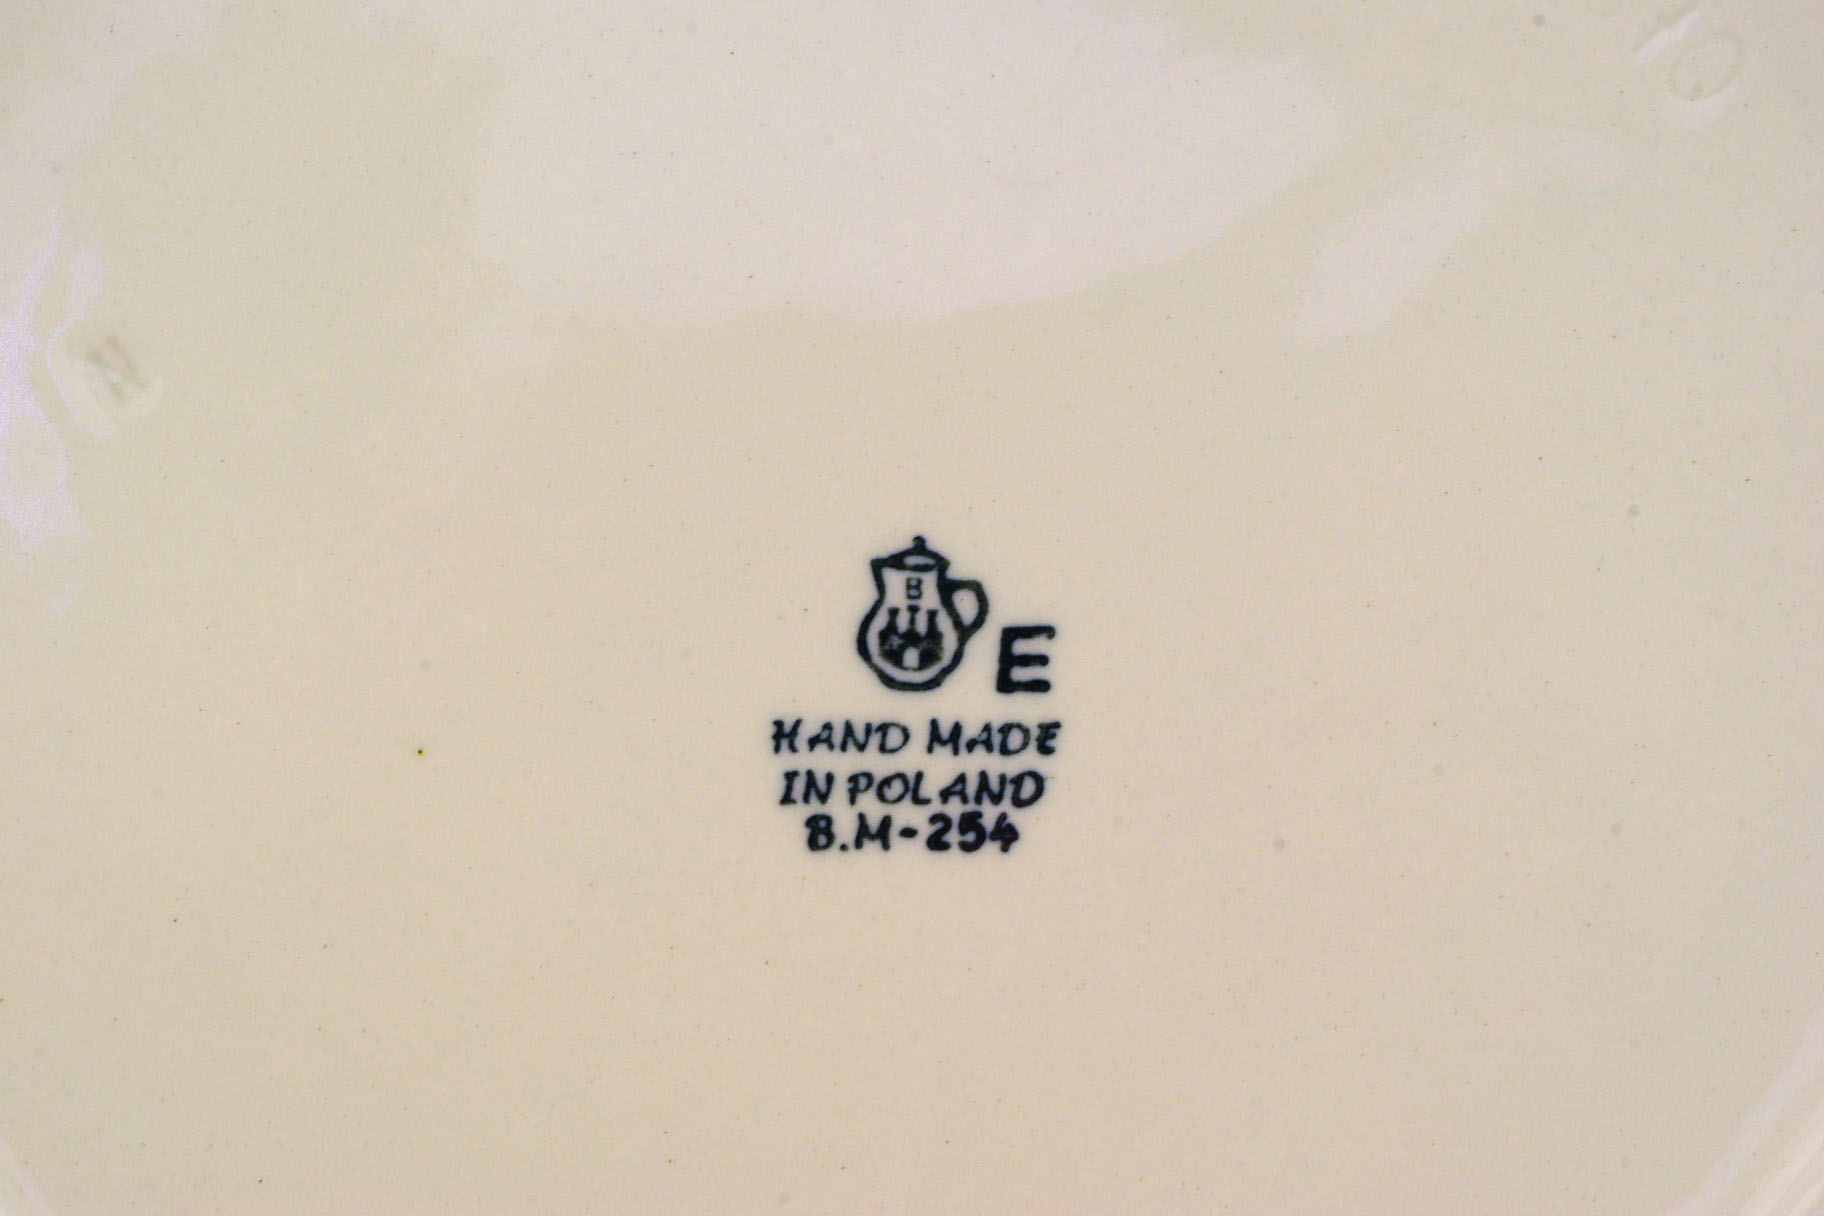 B
E
HAND MADE
IN POLAND
B.M-254